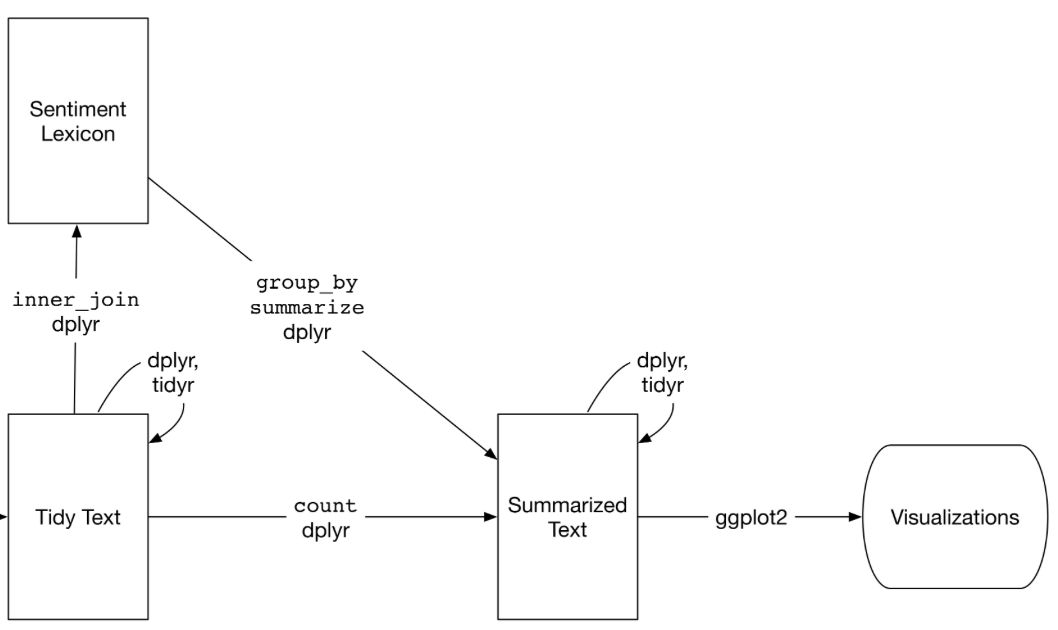 Sentiment
Lexicon
inner_join
dplyr
group_by
summarize
dplyr
dplyr,
tidyr
dplyr,
tidyr
Tidy Text
count
dplyr
Summarized
Text
ggplot2
Visualizations